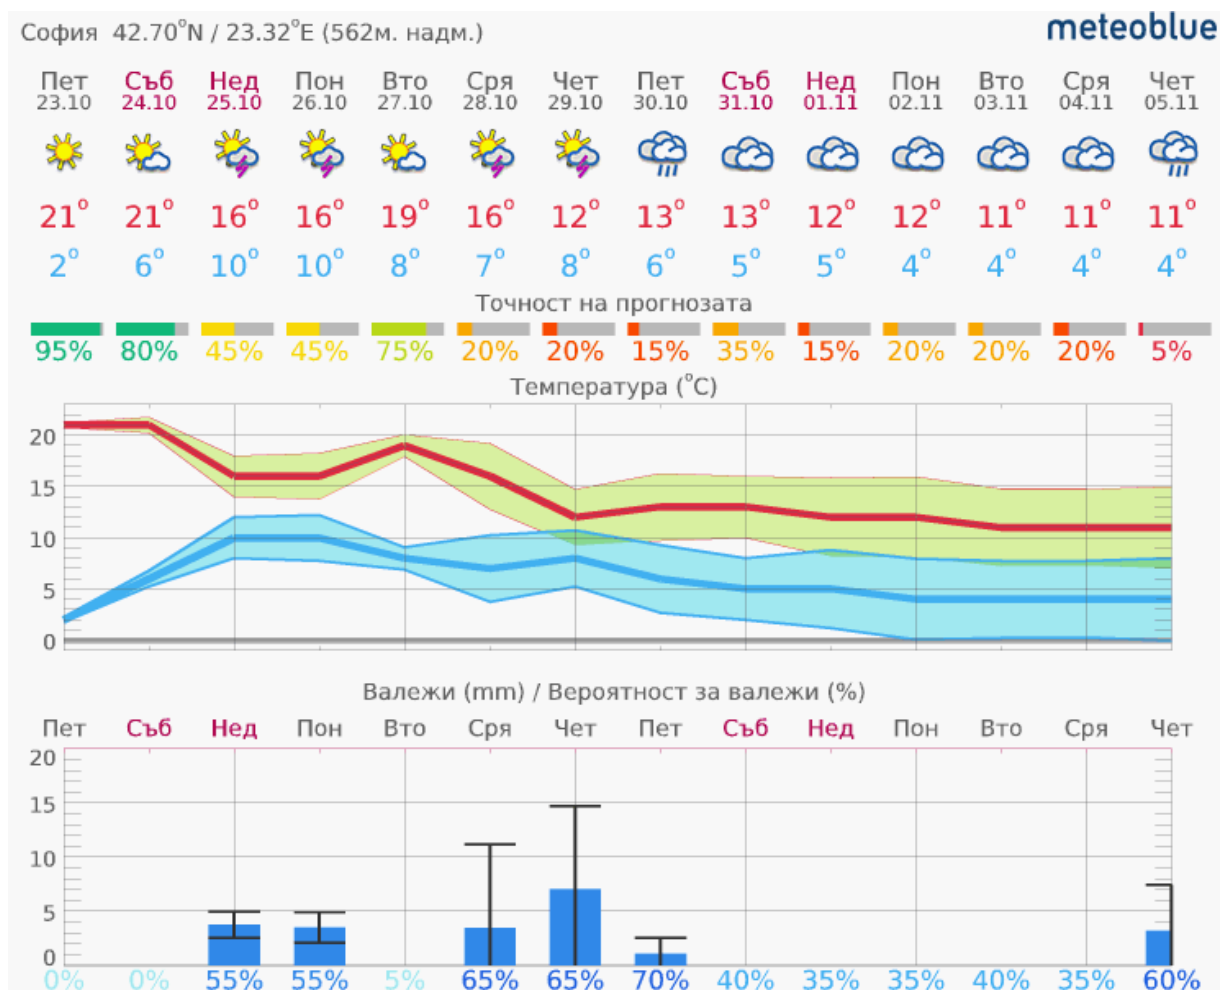 София 42.70°N / 23.32°E (562м. надм.)
meteoblue
Пет Съб Нед Пон Вто Сря Чет Пет Съб Нед Пон Вто Сря Чет
23.10 24.10 25.10 26.10 27.10 28.10 29.10 30.10 31.10 01.11 02.11 03.11 04.11 05.11
21° 21° 16° 16° 19° 16° 12° 13° 13° 12° 12° 11° 11° 11°
2° 6° 10° 10° 8° 7° 8° 6° 5° 5° 4° 4° 4° 4°
Точност на прогнозата
95% 80% 45% 45% 75% 20% 20% 15% 35% 15% 20% 20% 20% 5%
Температура (°C)
20
15
10
5
0
Валежи (mm) / Вероятност за валежи (%)
Пет Съб Нед Пон Вто Сря Чет Пет Съб Нед Пон Вто Сря Чет
20
15
10
5
0
0% 0% 55% 55% 5% 65% 65% 70% 40% 35% 35% 40% 35% 60%